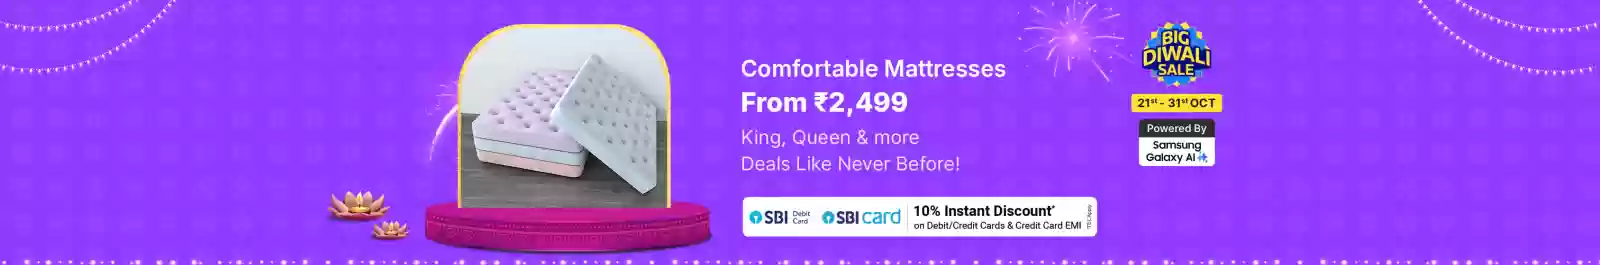 Comfortable Mattresses
From ₹2,499
King, Queen & more
Deals Like Never Before!
SBI Debit Card
SBI card
10% Instant Discount*
on Debit/Credit Cards & Credit Card EMI
*T&C Apply
BIG
DIWALI
SALE
21st - 31st OCT
Powered By
Samsung
Galaxy AI